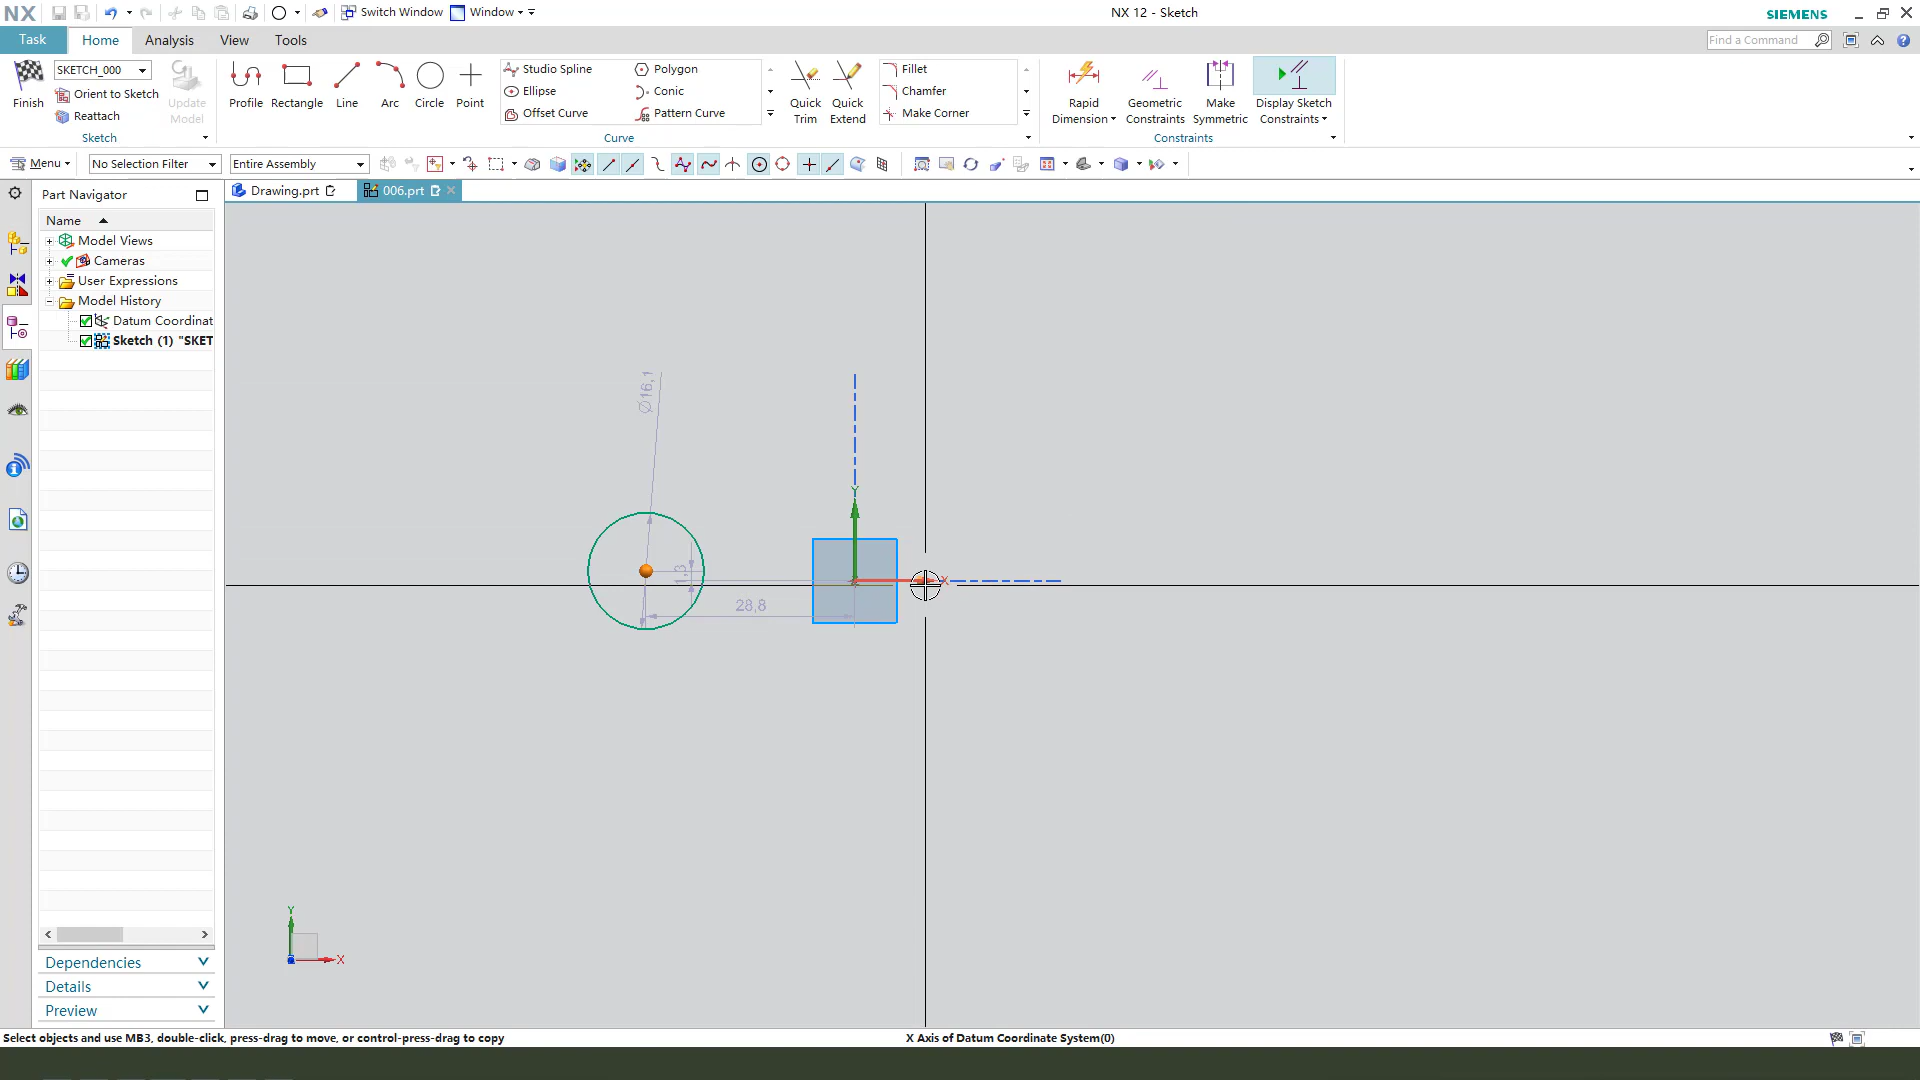 NX
Switch Window
Window
NX 12 - Sketch
SIEMENS
Task
Home
Analysis
View
Tools
Find a Command
SKETCH_000
Finish
Orient to Sketch
Reattach
Update
Model
Sketch
Profile
Rectangle
Line
Arc
Circle
Point
Studio Spline
Ellipse
Offset Curve
Polygon
Conic
Pattern Curve
Quick
Trim
Quick
Extend
Fillet
Chamfer
Make Corner
Curve
Rapid
Dimension
Geometric
Constraints
Make
Symmetric
Display Sketch
Constraints
Constraints
Menu
No Selection Filter
Entire Assembly
Part Navigator
Drawing.prt
006.prt
Name
Model Views
Cameras
User Expressions
Model History
Datum Coordinat
Sketch (1) "SKET
Ø16,1
Y
1,3
X
28,8
Y
X
Dependencies
Details
Preview
Select objects and use MB3, double-click, press-drag to move, or control-press-drag to copy
X Axis of Datum Coordinate System(0)